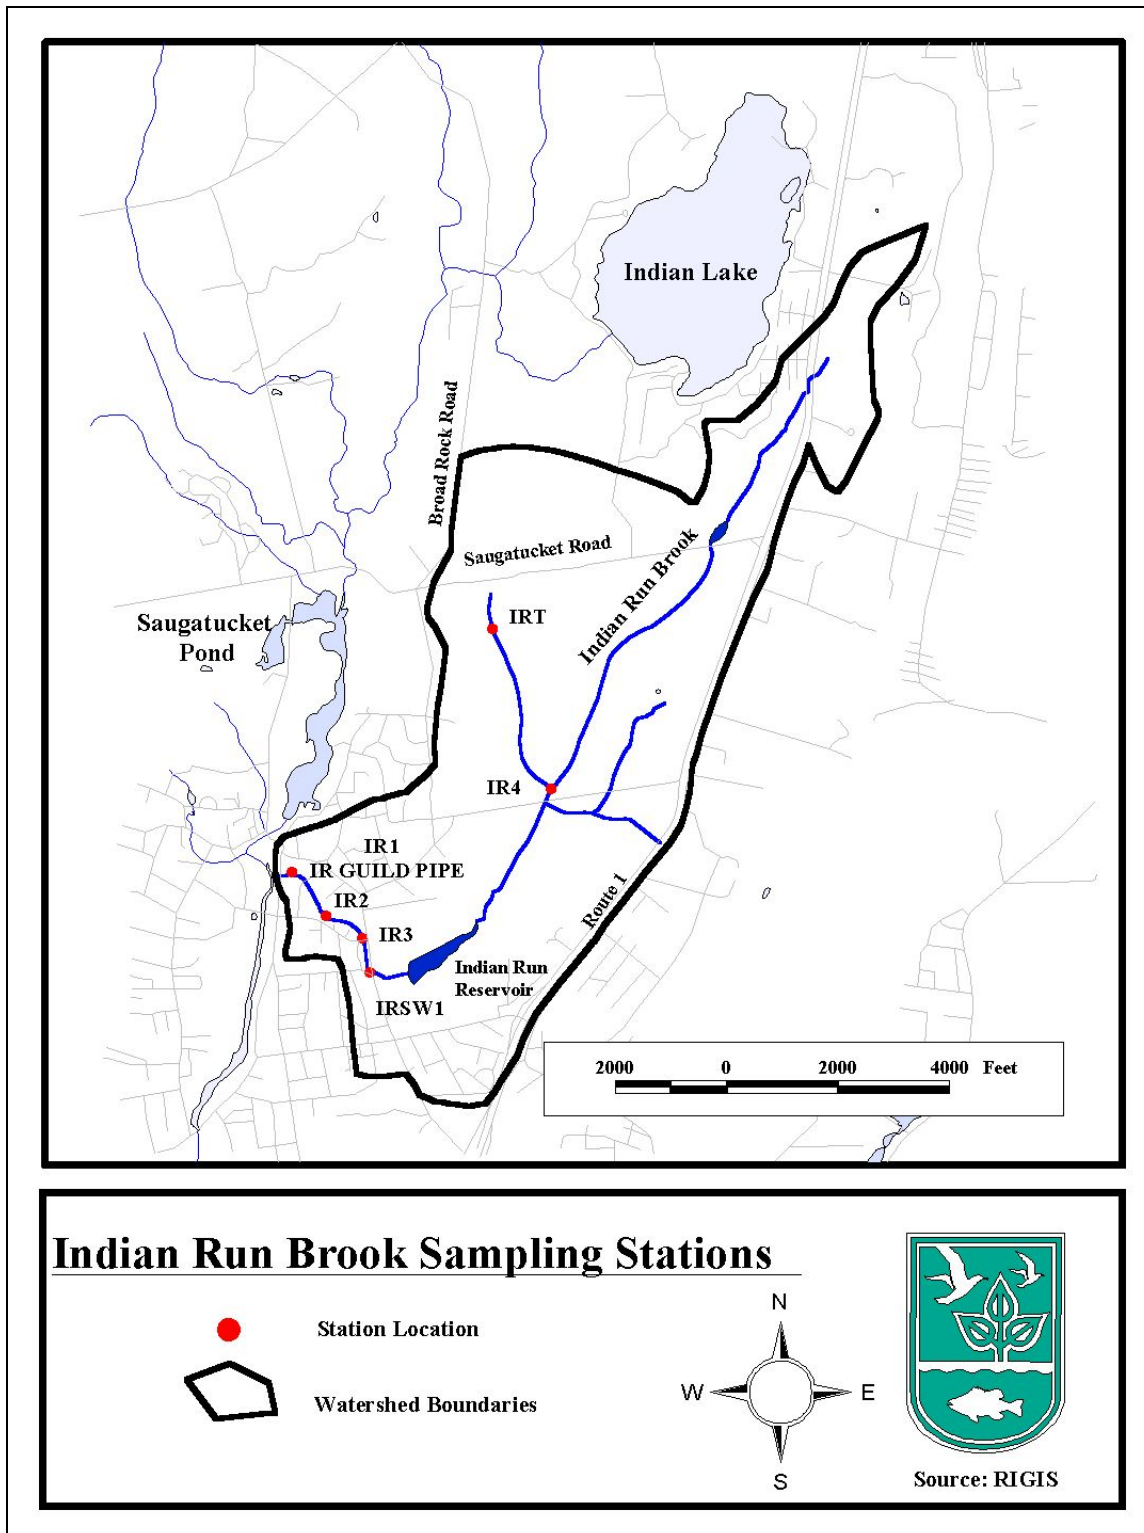 Indian Lake
Broad Rock Road
Saugatucket Road
Indian Run Brook
IRT
Saugatucket
Pond
IR4
IR1
IR GUILD PIPE
IR2
IR3
Route 1
Indian Run
Reservoir
IRSW1
2000 0 2000 4000 Feet
Indian Run Brook Sampling Stations
Station Location
Watershed Boundaries
N
W E
S
Source: RIGIS